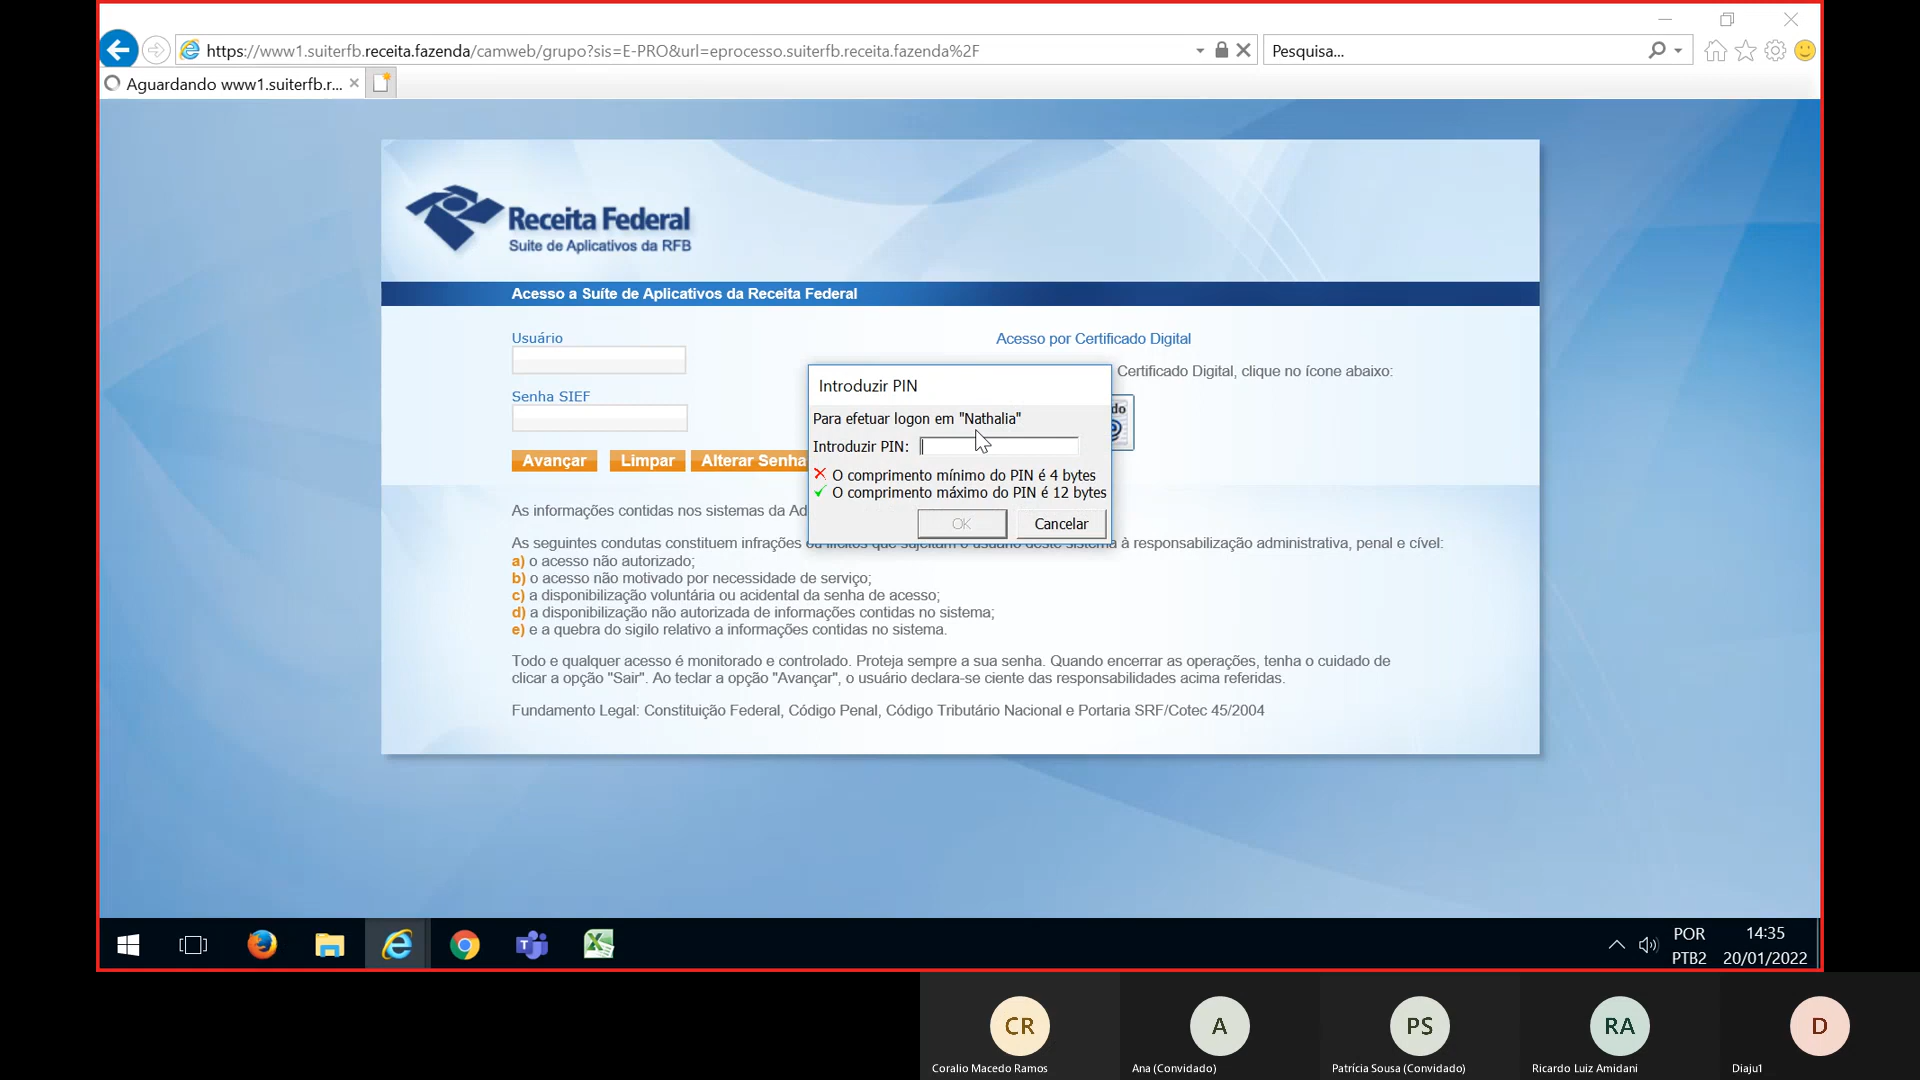 https://www1.suiterfb.receita.fazenda/camweb/grupo?sis=E-PRO&url=eprocesso.suiterfb.receita.fazenda%2F
Pesquisa...
Aguardando www1.suiterfb.r...
Receita Federal
Suite de Aplicativos da RFB
Acesso a Suíte de Aplicativos da Receita Federal
Usuário
Acesso por Certificado Digital
Certificado Digital, clique no ícone abaixo:
Senha SIEF
Introduzir PIN
Para efetuar logon em "Nathalia"
Introduzir PIN:
O comprimento mínimo do PIN é 4 bytes
O comprimento máximo do PIN é 12 bytes
OK
Cancelar
do
Avançar
Limpar
Alterar Senha
As informações contidas nos sistemas da Ad
As seguintes condutas constituem infrações ou ilícitos que sujeitam o usuário deste sistema à responsabilização administrativa, penal e cível:
a) o acesso não autorizado;
b) o acesso não motivado por necessidade de serviço;
c) a disponibilização voluntária ou acidental da senha de acesso;
d) a disponibilização não autorizada de informações contidas no sistema;
e) e a quebra do sigilo relativo a informações contidas no sistema.
Todo e qualquer acesso é monitorado e controlado. Proteja sempre a sua senha. Quando encerrar as operações, tenha o cuidado de
clicar a opção "Sair". Ao teclar a opção "Avançar", o usuário declara-se ciente das responsabilidades acima referidas.
Fundamento Legal: Constituição Federal, Código Penal, Código Tributário Nacional e Portaria SRF/Cotec 45/2004
POR
PTB2
14:35
20/01/2022
CR
A
PS
RA
D
Coralio Macedo Ramos
Ana (Convidado)
Patrícia Sousa (Convidado)
Ricardo Luiz Amidani
Diaju1